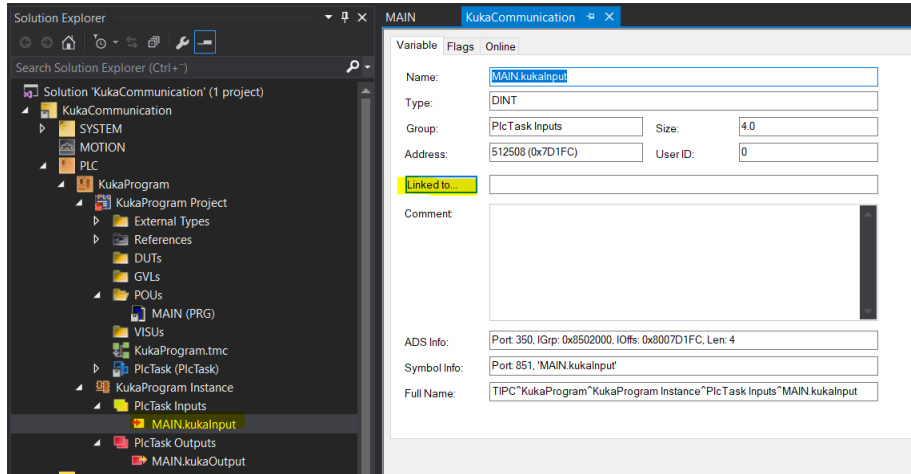 Solution Explorer
Search Solution Explorer (Ctrl+¨)
Solution 'KukaCommunication' (1 project)
KukaCommunication
SYSTEM
MOTION
PLC
KukaProgram
KukaProgram Project
External Types
References
DUTs
GVLs
POUs
MAIN (PRG)
VISUs
KukaProgram.tmc
PlcTask (PlcTask)
KukaProgram Instance
PlcTask Inputs
MAIN.kukaInput
PlcTask Outputs
MAIN.kukaOutput
MAIN KukaCommunication
Variable Flags Online
Name: MAIN.kukaInput
Type: DINT
Group: PlcTask Inputs Size: 4.0
Address: 512508 (0x7D1FC) User ID: 0
Linked to...
Comment:
ADS Info: Port: 350, IGrp: 0x8502000, IOffs: 0x8007D1FC, Len: 4
Symbol Info: Port: 851, 'MAIN.kukaInput'
Full Name: TIPC^KukaProgram^KukaProgram Instance^PlcTask Inputs^MAIN.kukaInput